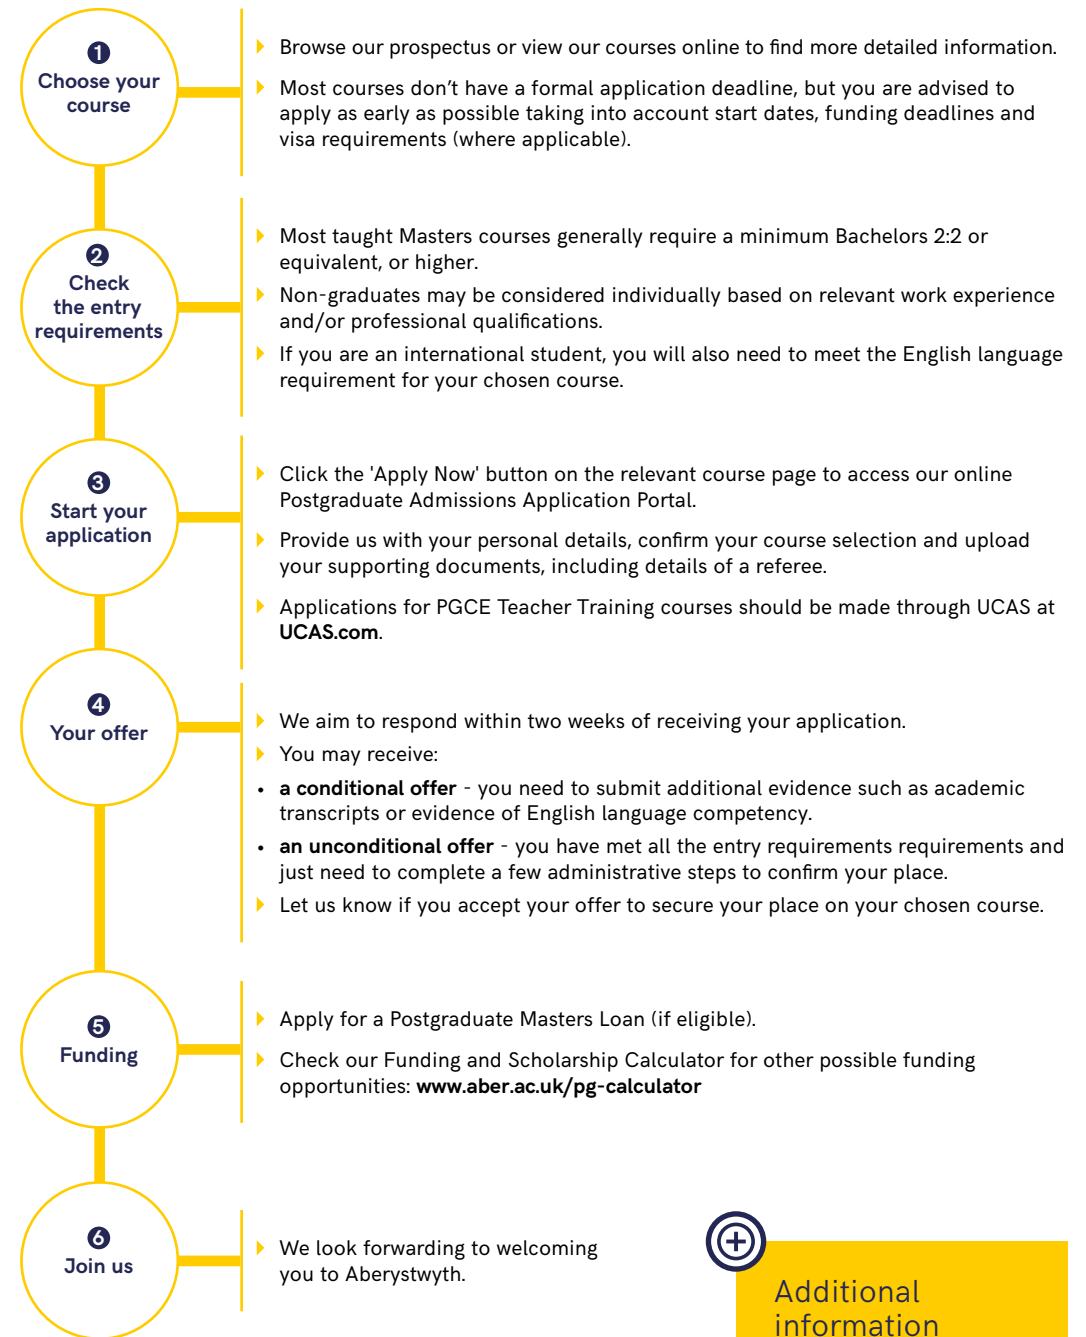 1
Choose your
course
Browse our prospectus or view our courses online to find more detailed information.
Most courses don’t have a formal application deadline, but you are advised to
apply as early as possible taking into account start dates, funding deadlines and
visa requirements (where applicable).
2
Check
the entry
requirements
Most taught Masters courses generally require a minimum Bachelors 2:2 or
equivalent, or higher.
Non-graduates may be considered individually based on relevant work experience
and/or professional qualifications.
If you are an international student, you will also need to meet the English language
requirement for your chosen course.
3
Start your
application
Click the 'Apply Now' button on the relevant course page to access our online
Postgraduate Admissions Application Portal.
Provide us with your personal details, confirm your course selection and upload
your supporting documents, including details of a referee.
Applications for PGCE Teacher Training courses should be made through UCAS at
UCAS.com.
4
Your offer
We aim to respond within two weeks of receiving your application.
You may receive:
• a conditional offer - you need to submit additional evidence such as academic
transcripts or evidence of English language competency.
• an unconditional offer - you have met all the entry requirements requirements and
just need to complete a few administrative steps to confirm your place.
Let us know if you accept your offer to secure your place on your chosen course.
5
Funding
Apply for a Postgraduate Masters Loan (if eligible).
Check our Funding and Scholarship Calculator for other possible funding
opportunities: www.aber.ac.uk/pg-calculator
6
Join us
We look forwarding to welcoming
you to Aberystwyth.
Additional
information